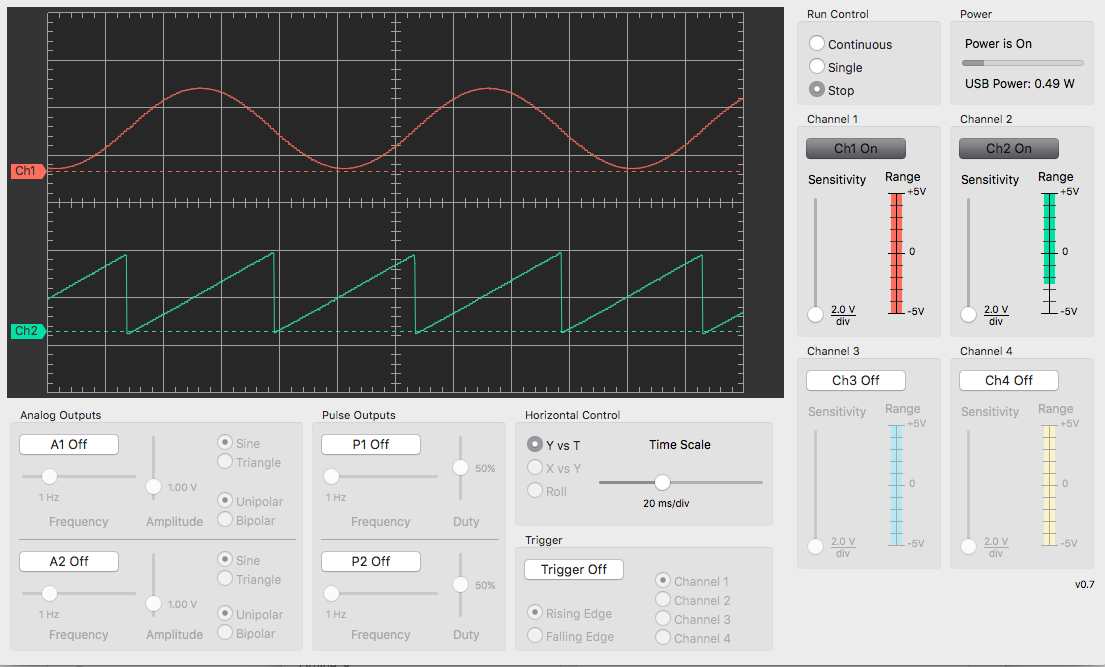 Run Control
Continuous
Single
Stop
Power
Power is On
USB Power: 0.49 W
Ch1
Ch2
Channel 1
Ch1 On
Sensitivity
Range
+5V
0
-5V
2.0 V
div
Channel 2
Ch2 On
Sensitivity
Range
+5V
0
-5V
2.0 V
div
Channel 3
Ch3 Off
Sensitivity
Range
+5V
0
-5V
2.0 V
div
Channel 4
Ch4 Off
Sensitivity
Range
+5V
0
-5V
2.0 V
div
Analog Outputs
A1 Off
1 Hz
Frequency
1.00 V
Amplitude
Sine
Triangle
Unipolar
Bipolar
A2 Off
1 Hz
Frequency
1.00 V
Amplitude
Sine
Triangle
Unipolar
Bipolar
Pulse Outputs
P1 Off
1 Hz
Frequency
50%
Duty
P2 Off
1 Hz
Frequency
50%
Duty
Horizontal Control
Y vs T
X vs Y
Roll
Time Scale
20 ms/div
Trigger
Trigger Off
Rising Edge
Falling Edge
Channel 1
Channel 2
Channel 3
Channel 4
v0.7